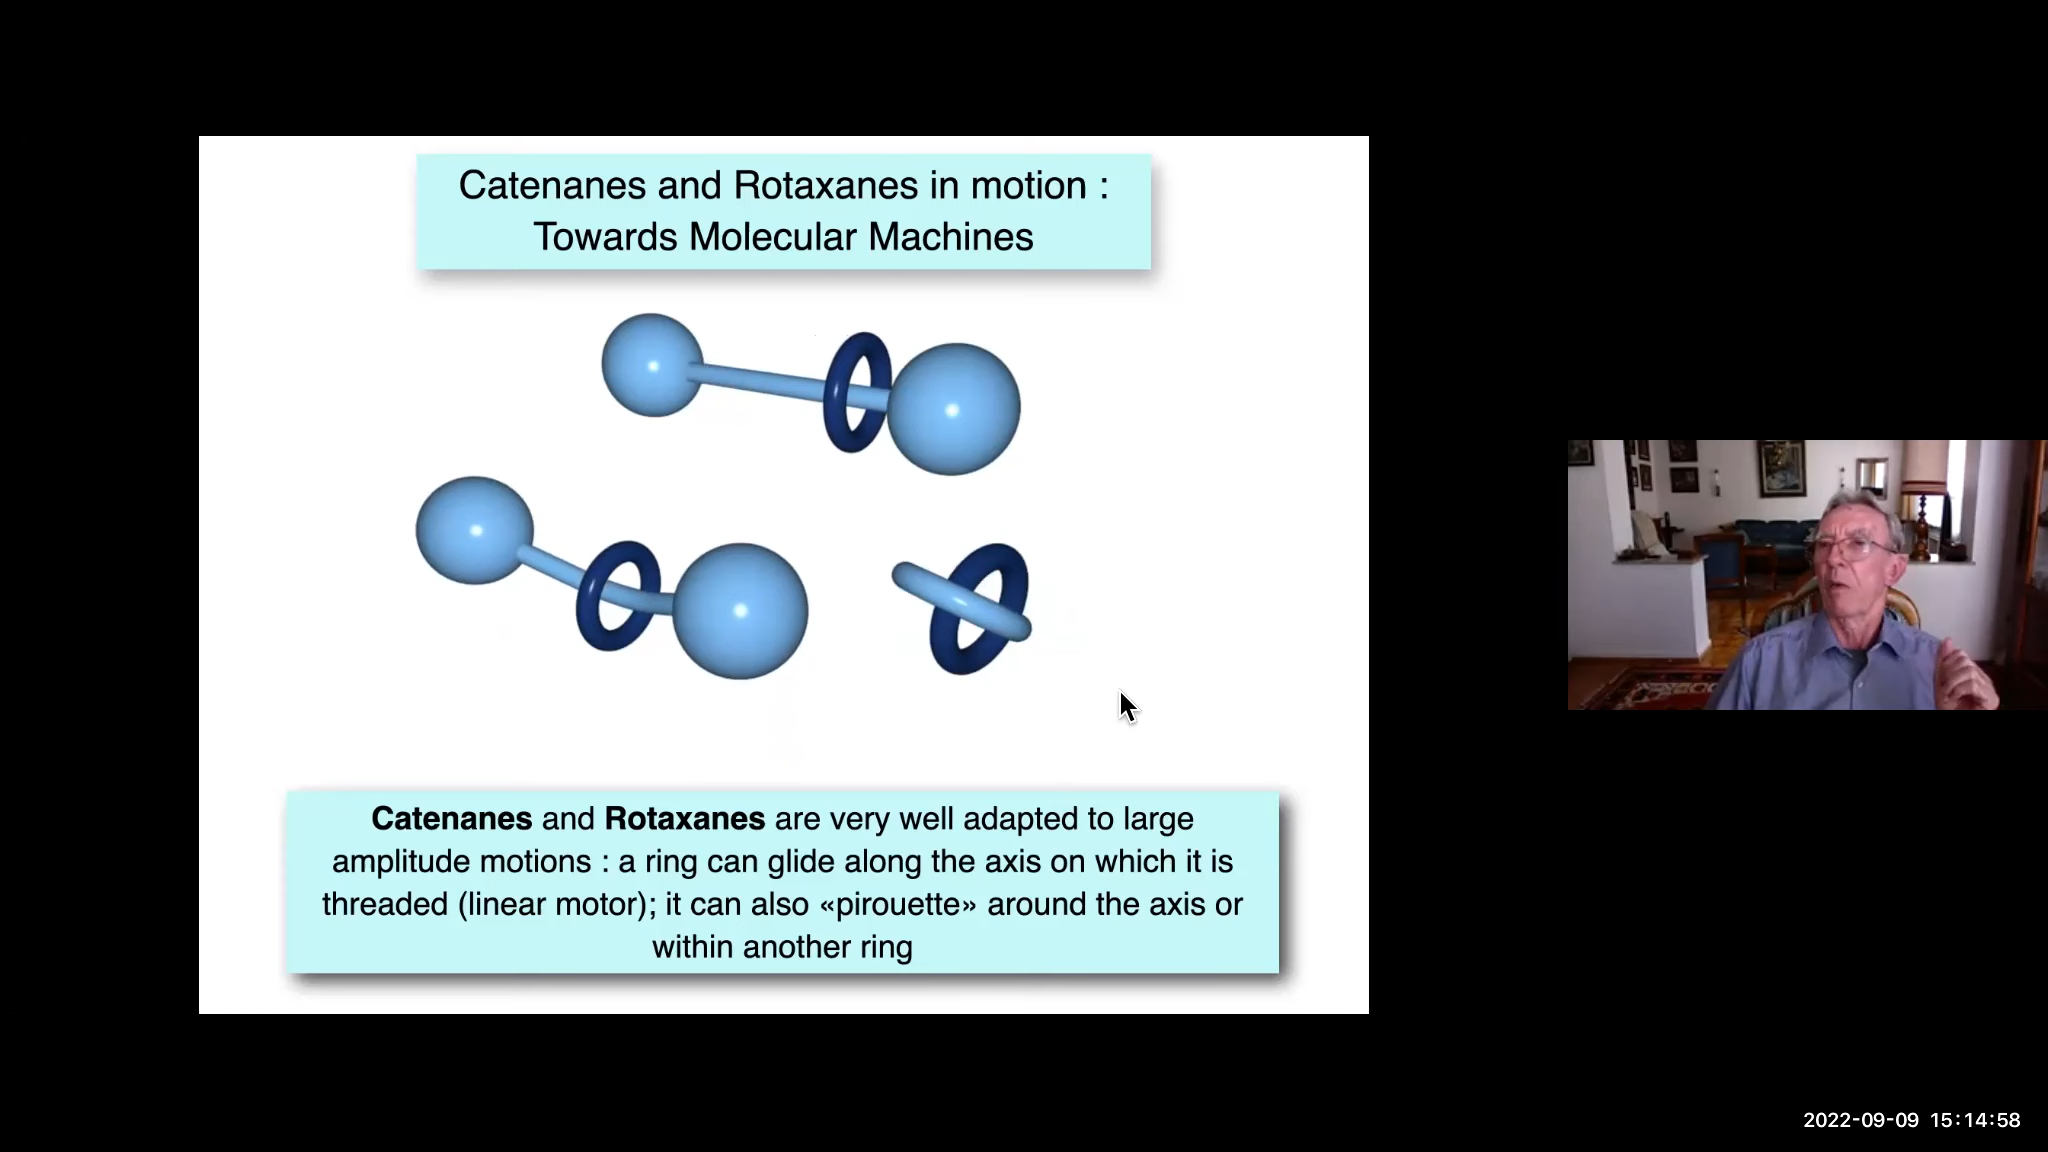 Catenanes and Rotaxanes in motion :
Towards Molecular Machines
Catenanes and Rotaxanes are very well adapted to large
amplitude motions : a ring can glide along the axis on which it is
threaded (linear motor); it can also «pirouette» around the axis or
within another ring
2022-09-09 15:14:58